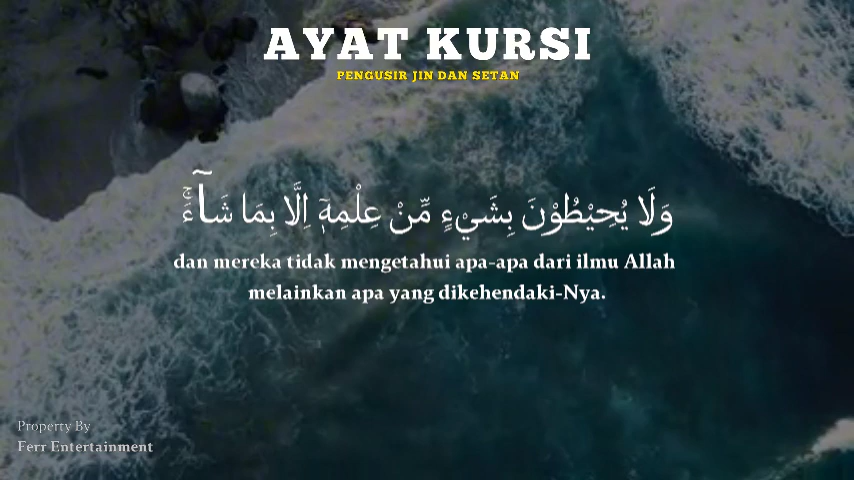 AYAT KURSI
PENGUSIR JIN DAN SETAN
وَلَا يُحِيْطُوْنَ بِشَيْءٍ مِّنْ عِلْمِهٖٓ اِلَّا بِمَا شَاۤءَۚ
dan mereka tidak mengetahui apa-apa dari ilmu Allah
melainkan apa yang dikehendaki-Nya.
Property By
Ferr Entertainment